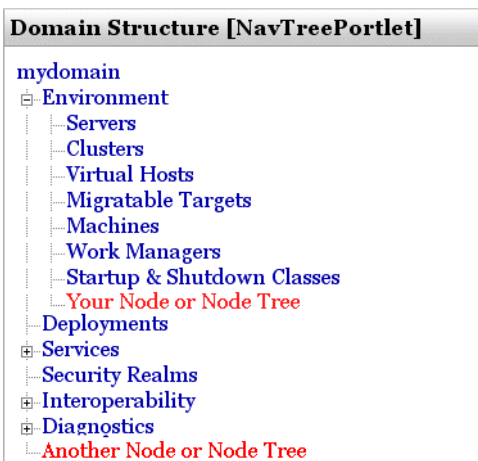 Domain Structure [NavTreePortlet]
mydomain
Environment
Servers
Clusters
Virtual Hosts
Migratable Targets
Machines
Work Managers
Startup & Shutdown Classes
Your Node or Node Tree
Deployments
Services
Security Realms
Interoperability
Diagnostics
Another Node or Node Tree